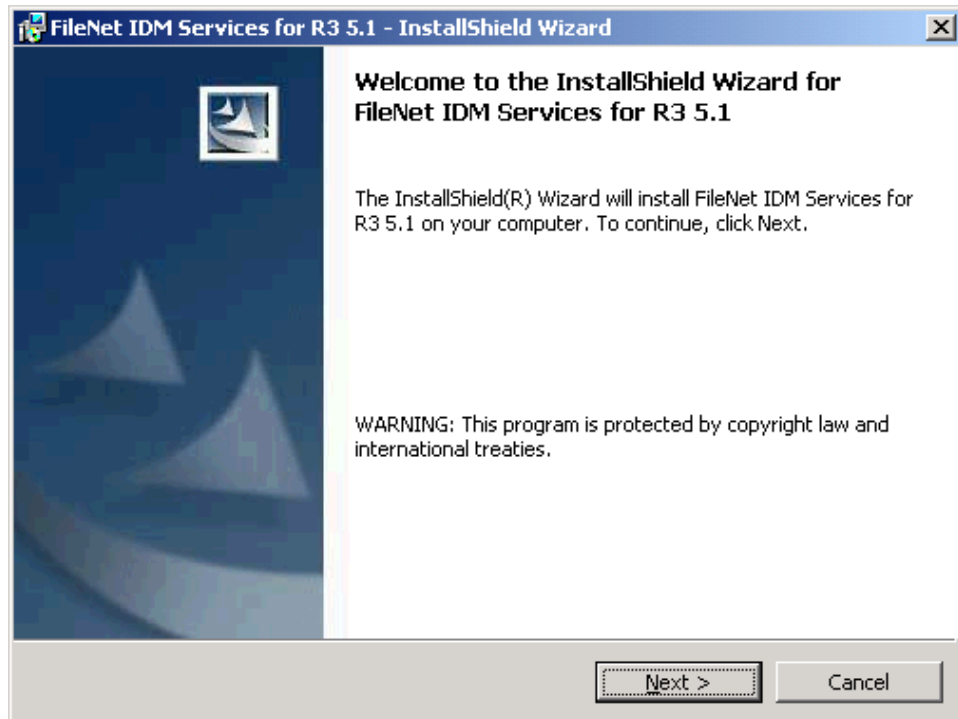 FileNet IDM Services for R3 5.1 - InstallShield Wizard
Welcome to the InstallShield Wizard for
FileNet IDM Services for R3 5.1
The InstallShield(R) Wizard will install FileNet IDM Services for
R3 5.1 on your computer. To continue, click Next.
WARNING: This program is protected by copyright law and
international treaties.
Next >
Cancel